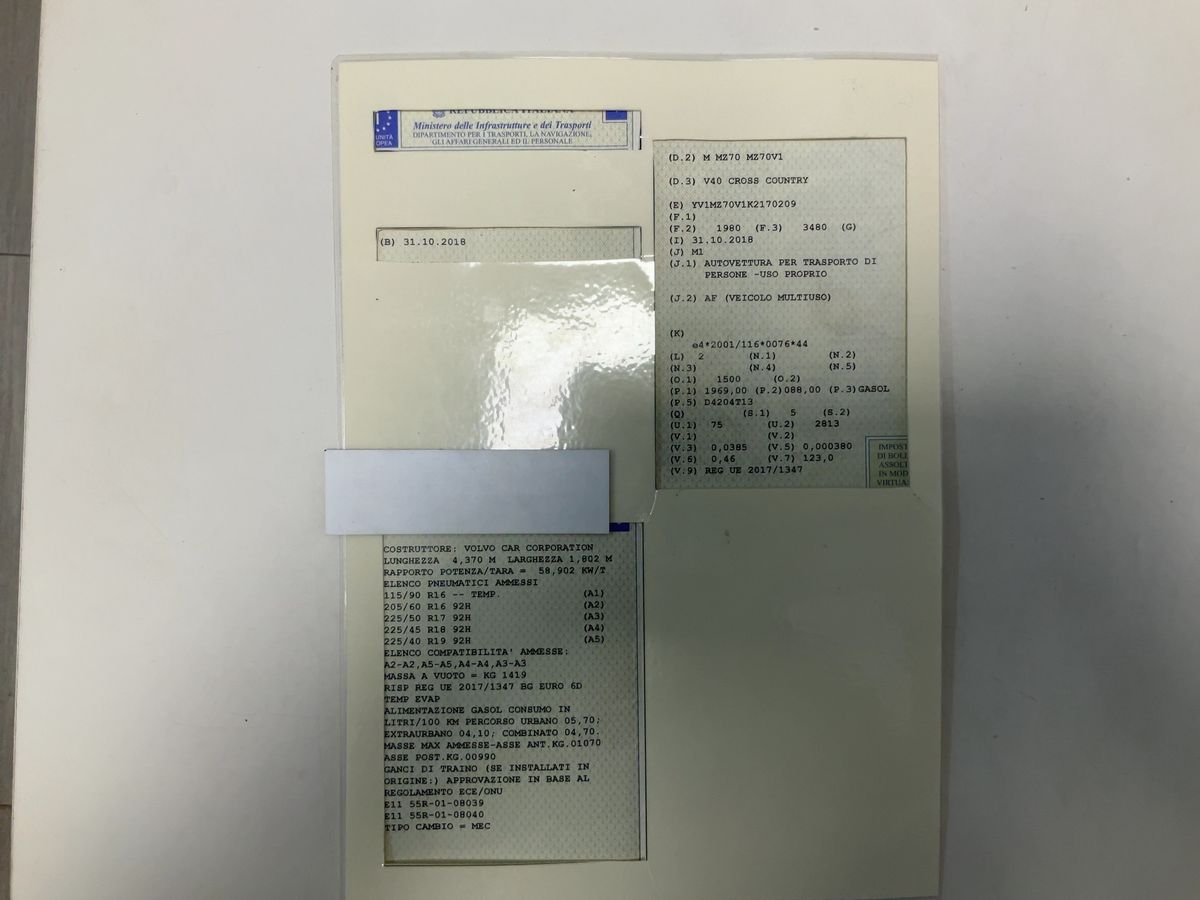 REPUBBLICA ITALIANA
Ministero delle Infrastrutture e dei Trasporti
DIPARTIMENTO PER I TRASPORTI, LA NAVIGAZIONE,
GLI AFFARI GENERALI ED IL PERSONALE
UNITÀ
OPEA
(B) 31.10.2018
(D.2) M MZ70 MZ70V1
(D.3) V40 CROSS COUNTRY
(E) YV1MZ70V1K2170209
(F.1)
(F.2) 1980 (F.3) 3480 (G)
(I) 31.10.2018
(J) M1
(J.1) AUTOVETTURA PER TRASPORTO DI
PERSONE -USO PROPRIO
(J.2) AF (VEICOLO MULTIUSO)
(K)
e4*2001/116*0076*44
(L) 2 (N.1) (N.2)
(N.3) (N.4) (N.5)
(O.1) 1500 (O.2)
(P.1) 1969,00 (P.2)088,00 (P.3)GASOL
(P.5) D4204T13
(Q) (S.1) 5 (S.2)
(U.1) 75 (U.2) 2813
(V.1) (V.2)
(V.3) 0,0385 (V.5) 0,000380
(V.6) 0,46 (V.7) 123,0
(V.9) REG UE 2017/1347
IMPOST
DI BOLL
ASSOLT
IN MOD
VIRTUA
COSTRUTTORE: VOLVO CAR CORPORATION
LUNGHEZZA 4,370 M LARGHEZZA 1,802 M
RAPPORTO POTENZA/TARA = 58,902 KW/T
ELENCO PNEUMATICI AMMESSI
115/90 R16 -- TEMP. (A1)
205/60 R16 92H (A2)
225/50 R17 92H (A3)
225/45 R18 92H (A4)
225/40 R19 92H (A5)
ELENCO COMPATIBILITA' AMMESSE:
A2-A2,A5-A5,A4-A4,A3-A3
MASSA A VUOTO = KG 1419
RISP REG UE 2017/1347 BG EURO 6D
TEMP EVAP
ALIMENTAZIONE GASOL CONSUMO IN
LITRI/100 KM PERCORSO URBANO 05,70;
EXTRAURBANO 04,10; COMBINATO 04,70.
MASSE MAX AMMESSE-ASSE ANT.KG.01070
ASSE POST.KG.00990
GANCI DI TRAINO (SE INSTALLATI IN
ORIGINE:) APPROVAZIONE IN BASE AL
REGOLAMENTO ECE/ONU
E11 55R-01-08039
E11 55R-01-08040
TIPO CAMBIO = MEC